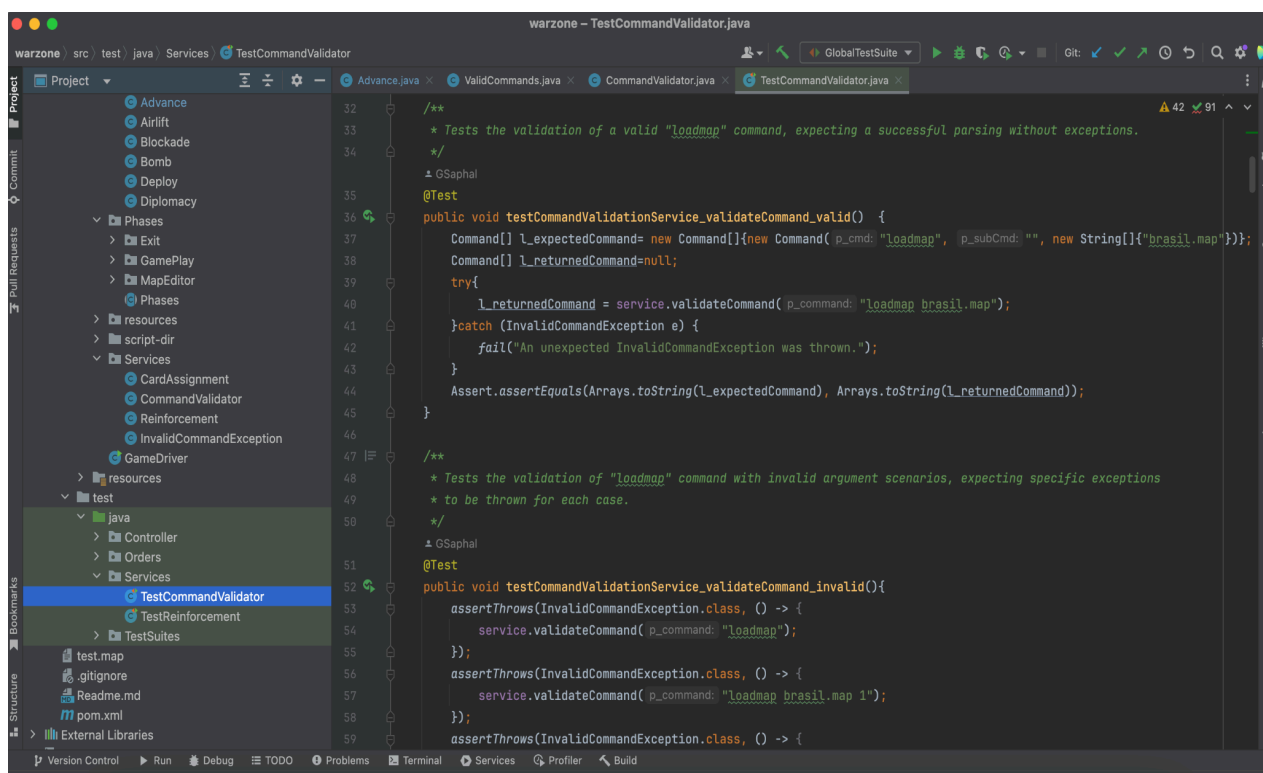 warzone – TestCommandValidator.java
warzone 〉 src 〉 test 〉 java 〉 Services 〉 TestCommandValidator
GlobalTestSuite
Git:
Project
Advance.java
ValidCommands.java
CommandValidator.java
TestCommandValidator.java
Project
Commit
Pull Requests
Bookmarks
Structure
Advance
Airlift
Blockade
Bomb
Deploy
Diplomacy
Phases
Exit
GamePlay
MapEditor
Phases
resources
script-dir
Services
CardAssignment
CommandValidator
Reinforcement
InvalidCommandException
GameDriver
resources
test
java
Controller
Orders
Services
TestCommandValidator
TestReinforcement
TestSuites
test.map
.gitignore
Readme.md
pom.xml
External Libraries
42 91
32 /**
33 * Tests the validation of a valid "loadmap" command, expecting a successful parsing without exceptions.
34 */
GSaphal
35 @Test
36 public void testCommandValidationService_validateCommand_valid() {
37 Command[] l_expectedCommand= new Command[]{new Command( p_cmd: "loadmap", p_subCmd: "", new String[]{"brasil.map"})};
38 Command[] l_returnedCommand=null;
39 try{
40 l_returnedCommand = service.validateCommand( p_command: "loadmap brasil.map");
41 }catch (InvalidCommandException e) {
42 fail("An unexpected InvalidCommandException was thrown.");
43 }
44 Assert.assertEquals(Arrays.toString(l_expectedCommand), Arrays.toString(l_returnedCommand));
45 }
46
47 /**
48 * Tests the validation of "loadmap" command with invalid argument scenarios, expecting specific exceptions
49 * to be thrown for each case.
50 */
GSaphal
51 @Test
52 public void testCommandValidationService_validateCommand_invalid(){
53 assertThrows(InvalidCommandException.class, () -> {
54 service.validateCommand( p_command: "loadmap");
55 });
56 assertThrows(InvalidCommandException.class, () -> {
57 service.validateCommand( p_command: "loadmap brasil.map 1");
58 });
59 assertThrows(InvalidCommandException.class, () -> {
Version Control Run Debug TODO Problems Terminal Services Profiler Build